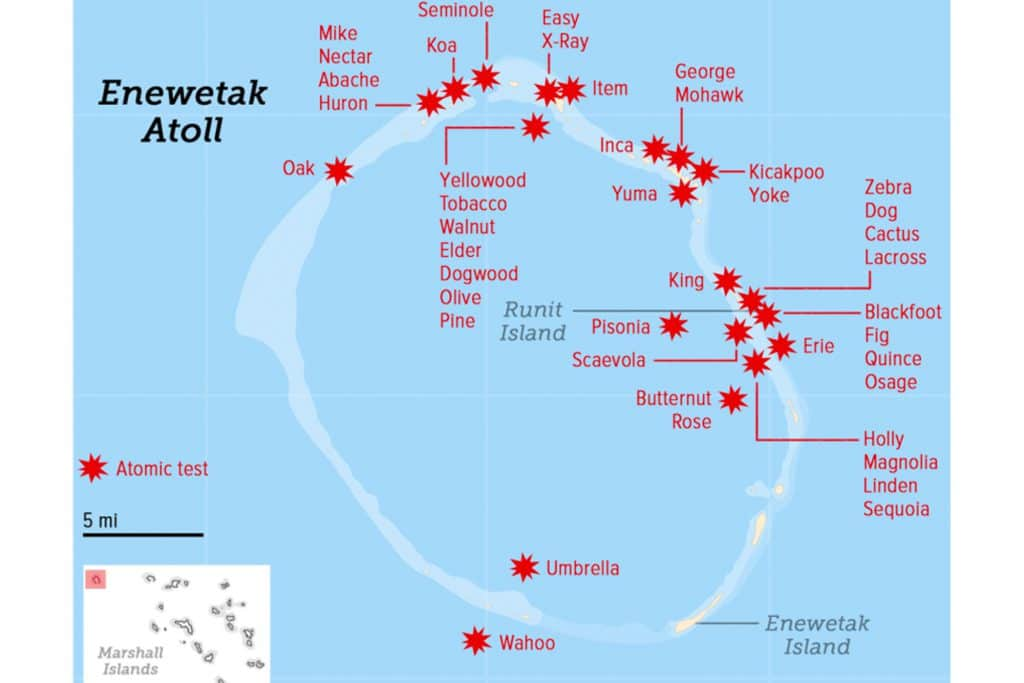 Enewetak
Atoll
Mike
Nectar
Abache
Huron
Koa
Seminole
Easy
X-Ray
Item
George
Mohawk
Inca
Yuma
Kicakpoo
Yoke
Oak
Yellowood
Tobacco
Walnut
Elder
Dogwood
Olive
Pine
Zebra
Dog
Cactus
Lacross
King
Runit
Island
Pisonia
Scaevola
Blackfoot
Fig
Quince
Osage
Erie
Butternut
Rose
Holly
Magnolia
Linden
Sequoia
Atomic test
5 mi
Umbrella
Wahoo
Enewetak
Island
Marshall
Islands